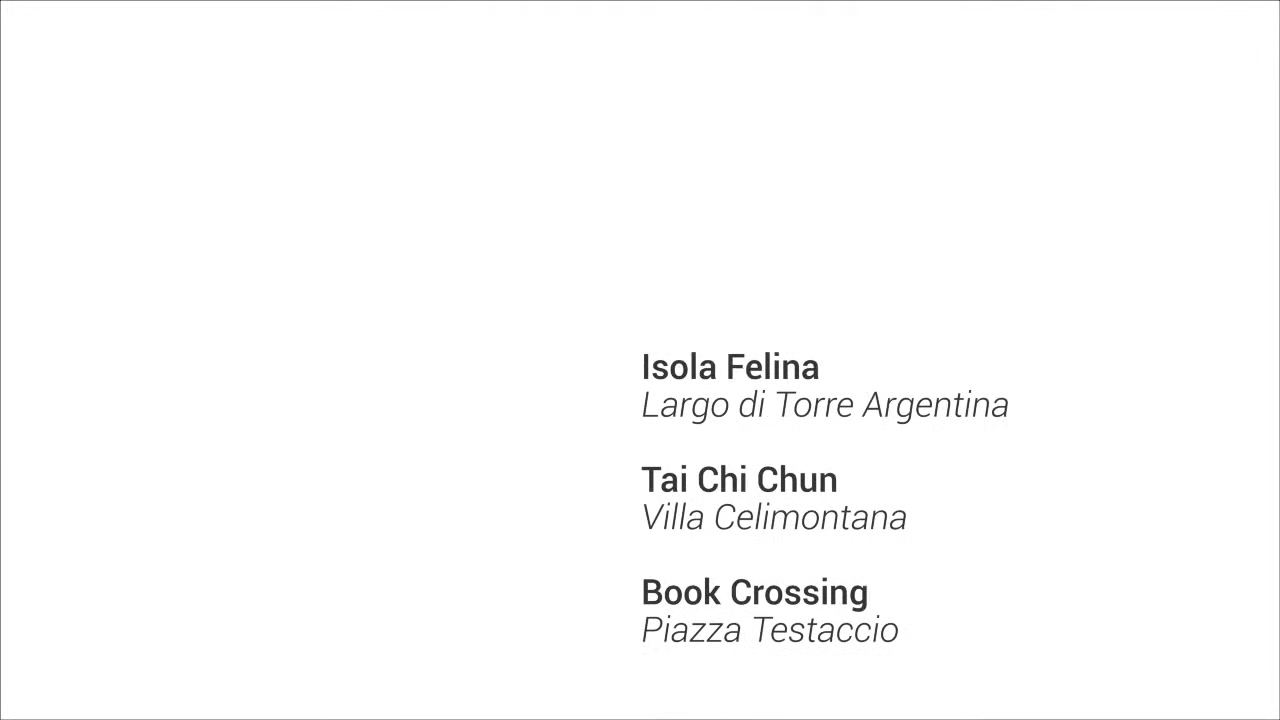 Isola Felina
Largo di Torre Argentina
Tai Chi Chun
Villa Celimontana
Book Crossing
Piazza Testaccio